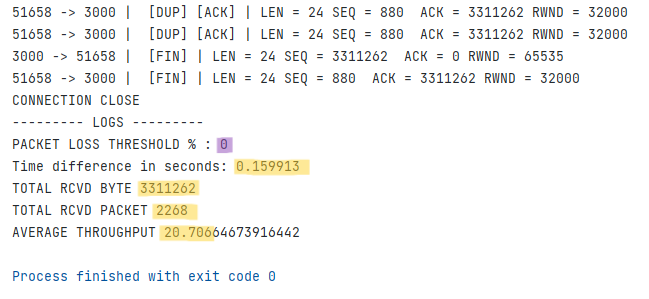 51658 -> 3000 |  [DUP] [ACK] | LEN = 24 SEQ = 880  ACK = 3311262 RWND = 32000
51658 -> 3000 |  [DUP] [ACK] | LEN = 24 SEQ = 880  ACK = 3311262 RWND = 32000
3000 -> 51658 |  [FIN] | LEN = 24 SEQ = 3311262  ACK = 0 RWND = 65535
51658 -> 3000 |  [FIN] | LEN = 24 SEQ = 880  ACK = 3311262 RWND = 32000
CONNECTION CLOSE
--------- LOGS ---------
PACKET LOSS THRESHOLD % : 0
Time difference in seconds: 0.159913
TOTAL RCVD BYTE 3311262
TOTAL RCVD PACKET 2268
AVERAGE THROUGHPUT 20.70664673916442
Process finished with exit code 0